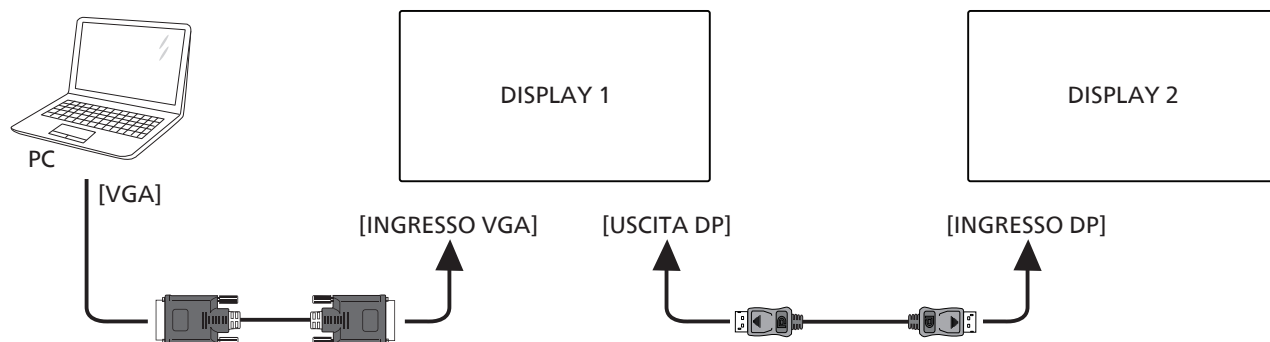 DISPLAY 1
DISPLAY 2
PC
[VGA]
[INGRESSO VGA]
[USCITA DP]
[INGRESSO DP]